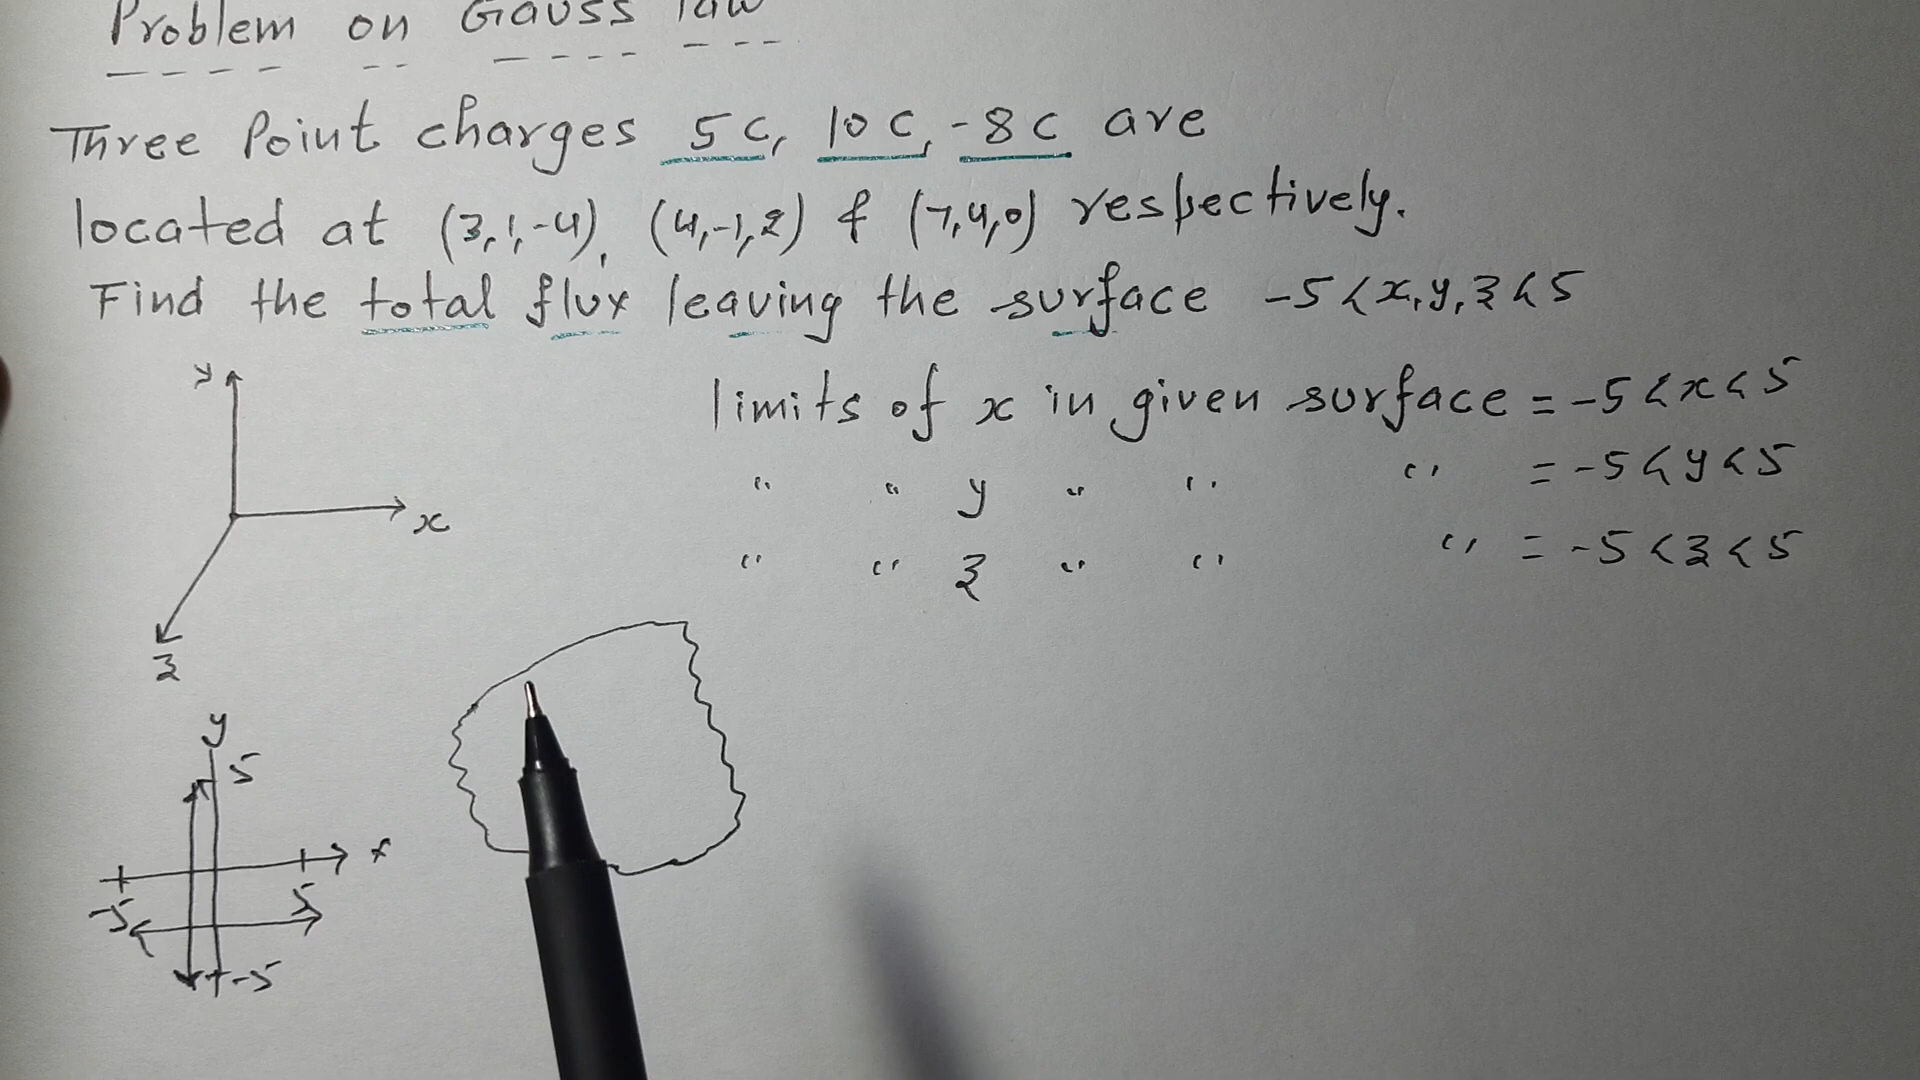 Problem on Gauss law
Three Point charges 5C, 10C, -8C are
located at (3,1,-4), (4,-1,2) & (7,4,0) respectively.
Find the total flux leaving the surface -5<x,y,z<5
limits of x in given surface = -5<x<5
" " y " " " = -5<y<5
" " z " " " = -5<z<5
y
x
z
y
5
x
-5
5
-5